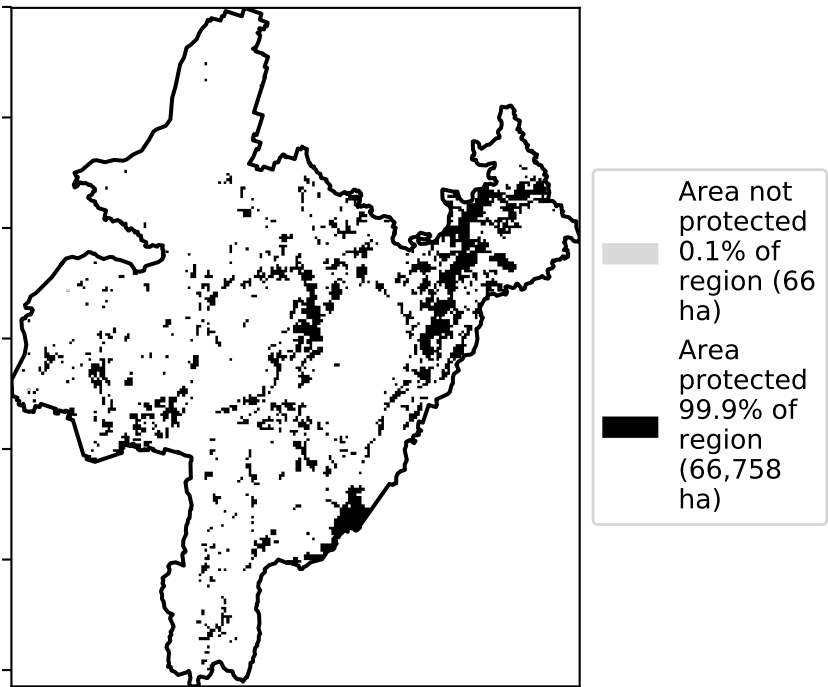 Area not
protected
0.1% of
region (66
ha)
Area
protected
99.9% of
region
(66,758
ha)